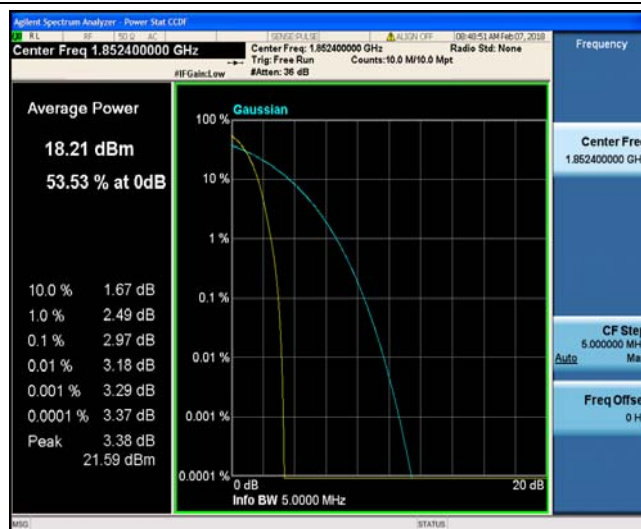 Agilent Spectrum Analyzer - Power Stat CCDF
RL RF 50 Ω AC SENSE:PULSE ALIGN OFF 08:48:51 AM Feb 07, 2018
Center Freq 1.852400000 GHz
Center Freq: 1.852400000 GHz Radio Std: None
Trig: Free Run Counts:10.0 M/10.0 Mpt
#IFGain:Low #Atten: 36 dB
Frequency
Average Power
18.21 dBm
53.53 % at 0dB
10.0 % 1.67 dB
1.0 % 2.49 dB
0.1 % 2.97 dB
0.01 % 3.18 dB
0.001 % 3.29 dB
0.0001 % 3.37 dB
Peak 3.38 dB
21.59 dBm
Gaussian
100 %
10 %
1 %
0.1 %
0.01 %
0.001 %
0.0001 %
0 dB 20 dB
Info BW 5.0000 MHz
Center Fre
1.852400000 GH
CF Ste
5.000000 MH
Auto Ma
Freq Offse
0 H
MSG STATUS